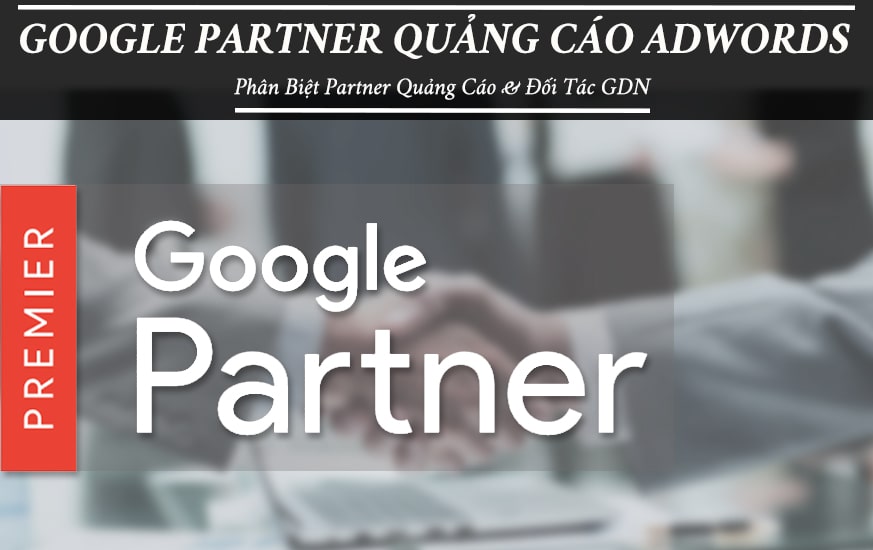 GOOGLE PARTNER QUẢNG CÁO ADWORDS
Phân Biệt Partner Quảng Cáo & Đối Tác GDN
PREMIER
Google
Partner